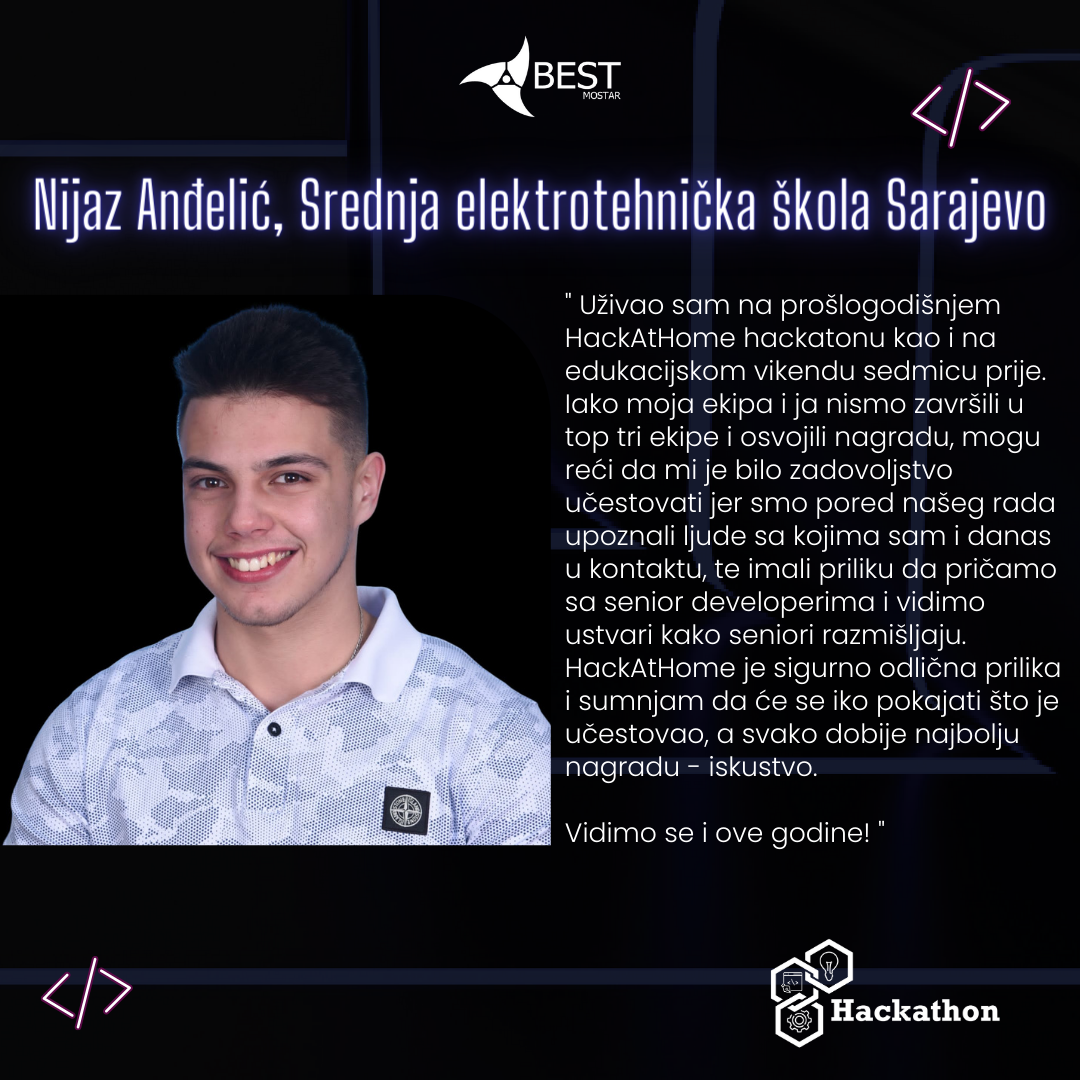 BEST
MOSTAR
</>
Nijaz Anđelić, Srednja elektrotehnička škola Sarajevo
" Uživao sam na prošlogodišnjem
HackAtHome hackatonu kao i na
edukacijskom vikendu sedmicu prije.
Iako moja ekipa i ja nismo završili u
top tri ekipe i osvojili nagradu, mogu
reći da mi je bilo zadovoljstvo
učestovati jer smo pored našeg rada
upoznali ljude sa kojima sam i danas
u kontaktu, te imali priliku da pričamo
sa senior developerima i vidimo
ustvari kako seniori razmišljaju.
HackAtHome je sigurno odlična prilika
i sumnjam da će se iko pokajati što je
učestovao, a svako dobije najbolju
nagradu - iskustvo.
Vidimo se i ove godine! "
</>
Hackathon